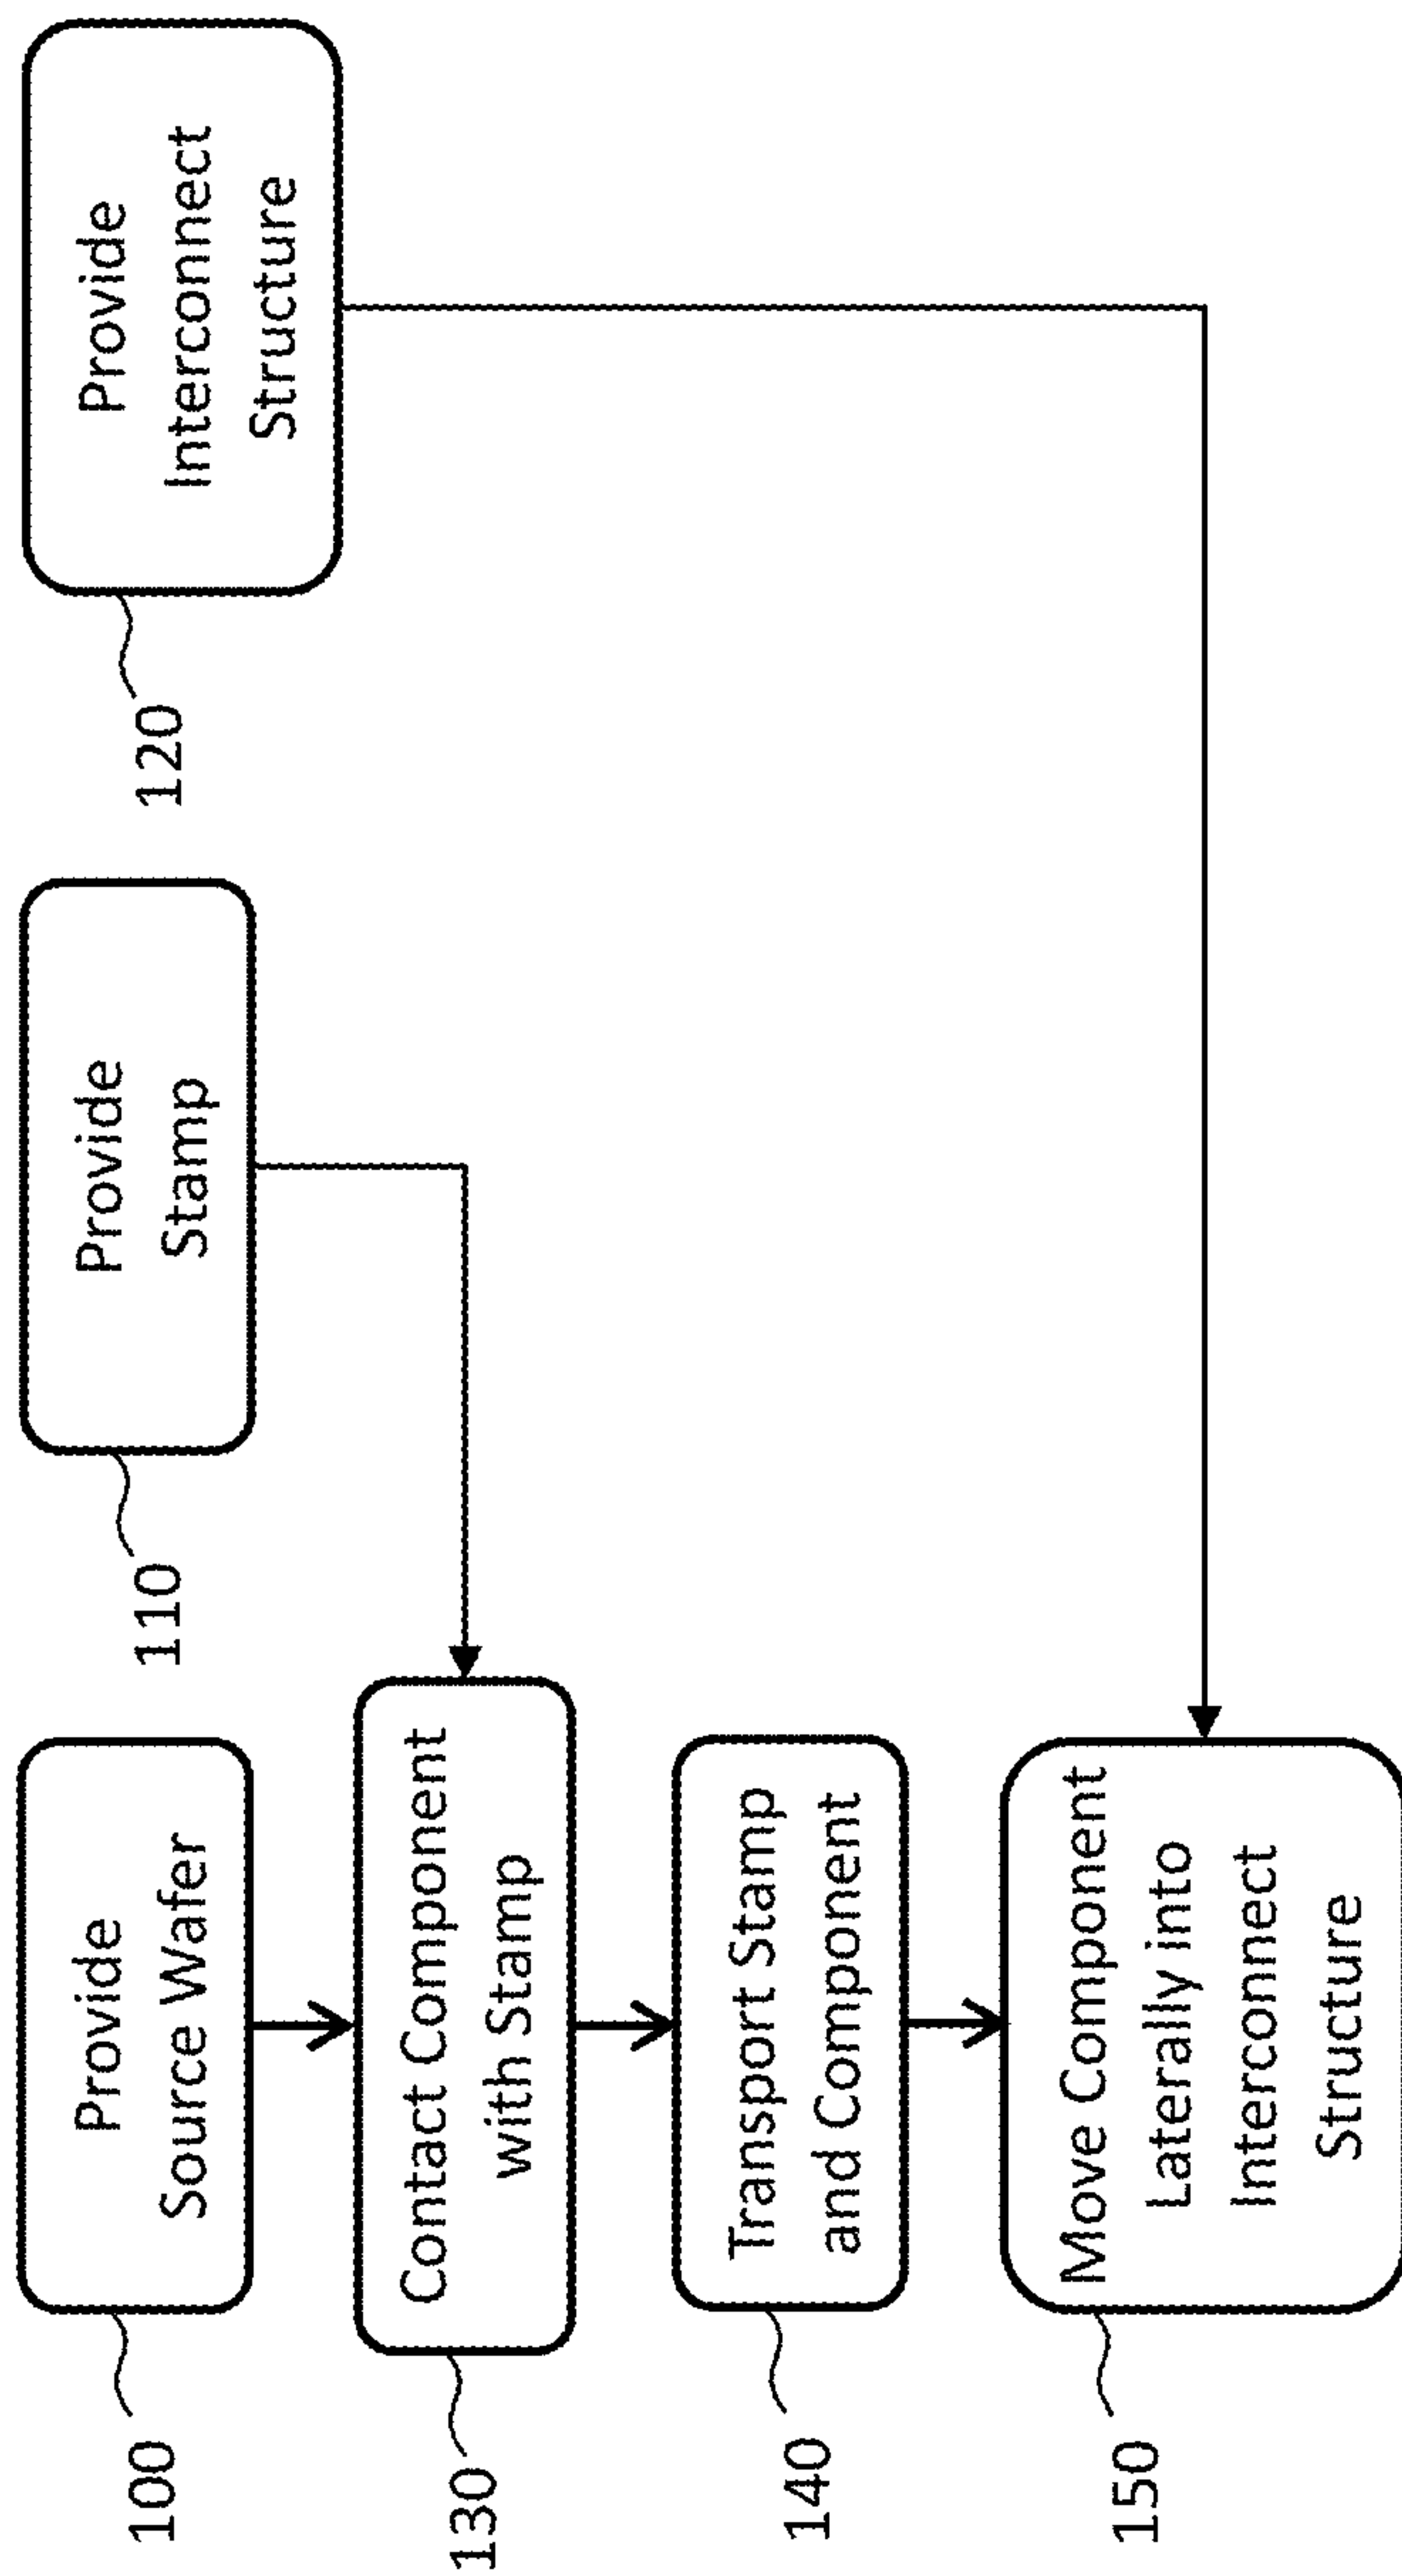 Provide
Source Wafer
100
Provide
Stamp
110
Provide
Interconnect
Structure
120
Contact Component
with Stamp
130
Transport Stamp
and Component
140
Move Component
Laterally into
Interconnect
Structure
150